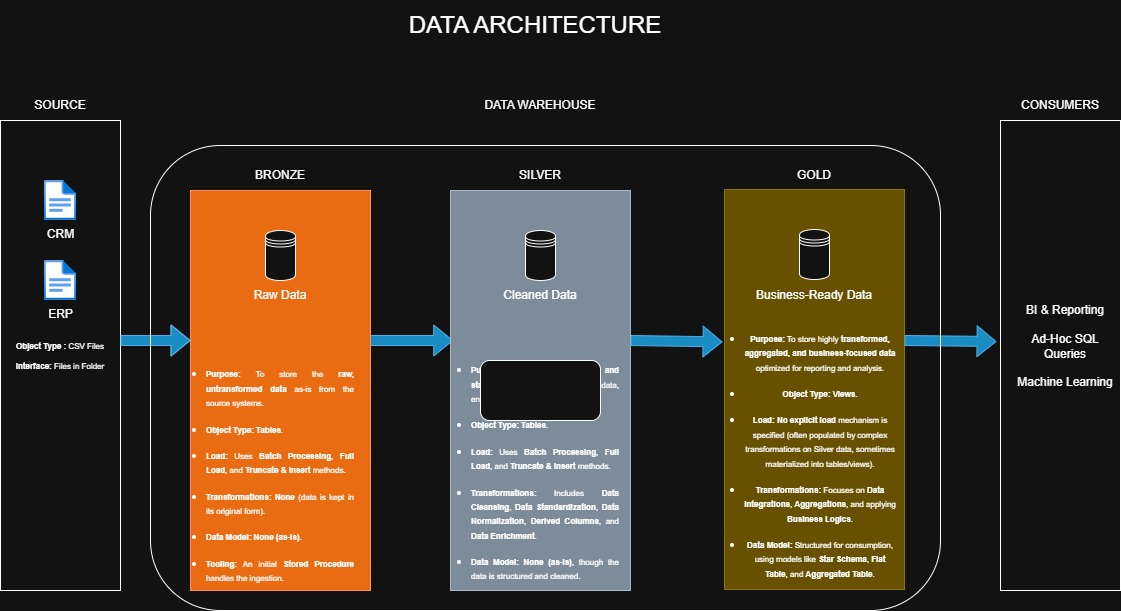 DATA ARCHITECTURE
SOURCE
DATA WAREHOUSE
CONSUMERS
CRM
ERP
Object Type : CSV Files
Interface: Files in Folder
BRONZE
Raw Data
Purpose: To store the raw,
untransformed data as-is from the
source systems.
Object Type: Tables.
Load: Uses Batch Processing, Full
Load, and Truncate & Insert methods.
Transformations: None (data is kept in
its original form).
Data Model: None (as-is).
Tooling: An initial Stored Procedure
handles the ingestion.
SILVER
Cleaned Data
and
data,
Object Type: Tables.
Load: Uses Batch Processing, Full
Load, and Truncate & Insert methods.
Transformations: Includes Data
Cleansing, Data Standardization, Data
Normalization, Derived Columns, and
Data Enrichment.
Data Model: None (as-is), though the
data is structured and cleaned.
GOLD
Business-Ready Data
Purpose: To store highly transformed,
aggregated, and business-focused data
optimized for reporting and analysis.
Object Type: Views.
Load: No explicit load mechanism is
specified (often populated by complex
transformations on Silver data, sometimes
materialized into tables/views).
Transformations: Focuses on Data
Integrations, Aggregations, and applying
Business Logics.
Data Model: Structured for consumption,
using models like Star Schema, Flat
Table, and Aggregated Table.
BI & Reporting
Ad-Hoc SQL
Queries
Machine Learning